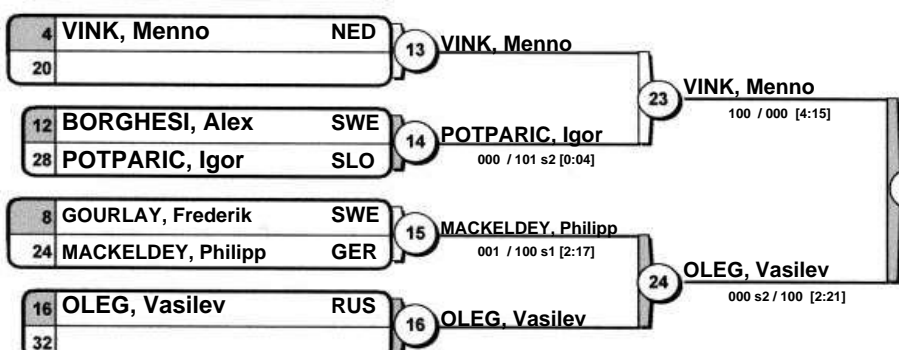 4 VINK, Menno NED
20
13 VINK, Menno
23 VINK, Menno
100 / 000 [4:15]
12 BORGHESI, Alex SWE
28 POTPARIC, Igor SLO
14 POTPARIC, Igor
000 / 101 s2 [0:04]
8 GOURLAY, Frederik SWE
24 MACKELDEY, Philipp GER
15 MACKELDEY, Philipp
001 / 100 s1 [2:17]
24 OLEG, Vasilev
000 s2 / 100 [2:21]
16 OLEG, Vasilev RUS
32
16 OLEG, Vasilev